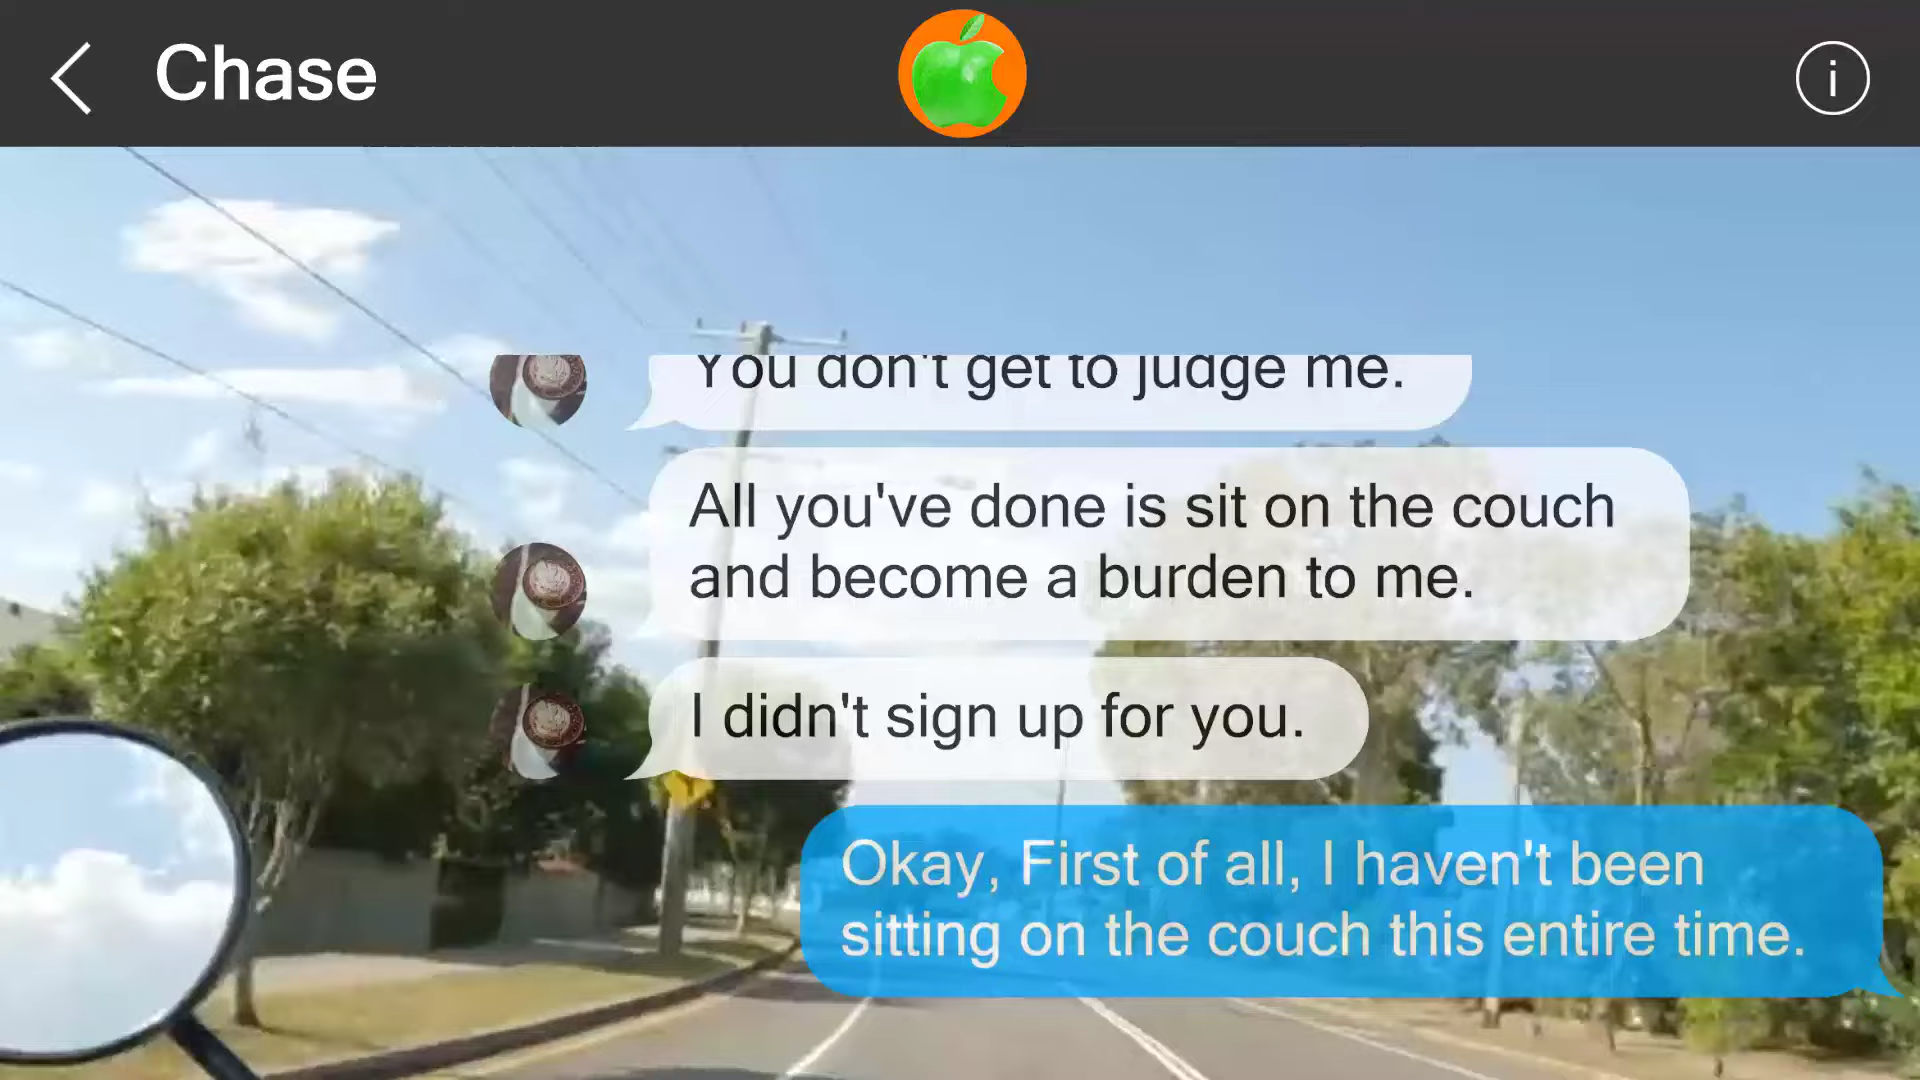 Chase
You don't get to judge me.
All you've done is sit on the couch
and become a burden to me.
I didn't sign up for you.
Okay, First of all, I haven't been
sitting on the couch this entire time.